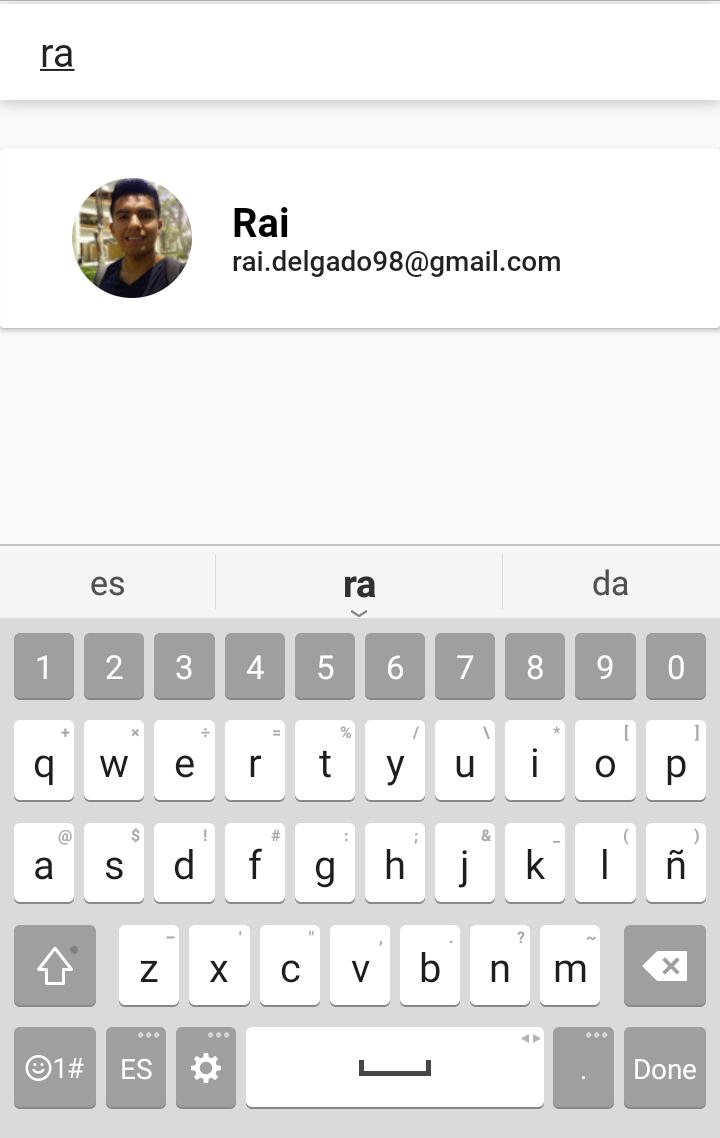 ra
Rai
rai.delgado98@gmail.com
es ra da
1 2 3 4 5 6 7 8 9 0
+ × ÷ = % / \ * [ ]
q w e r t y u i o p
@ $ ! # : ; & _ ( )
a s d f g h j k l ñ
- ' " , . ? ~
z x c v b n m
1# ES . Done